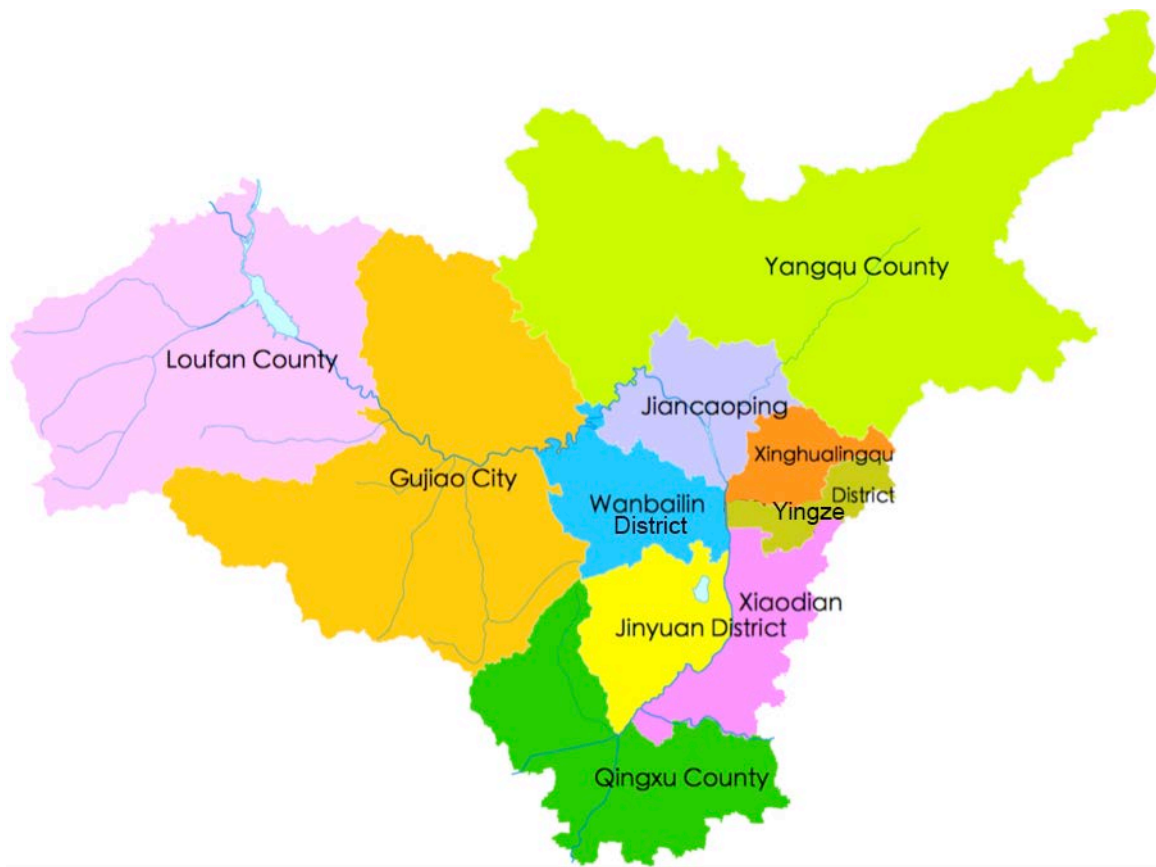 Yangqu County
Loufan County
Jiancaoping
Xinghualingqu
Gujiao City
District
Wanbailin
District
Yingze
Xiaodian
Jinyuan District
Qingxu County